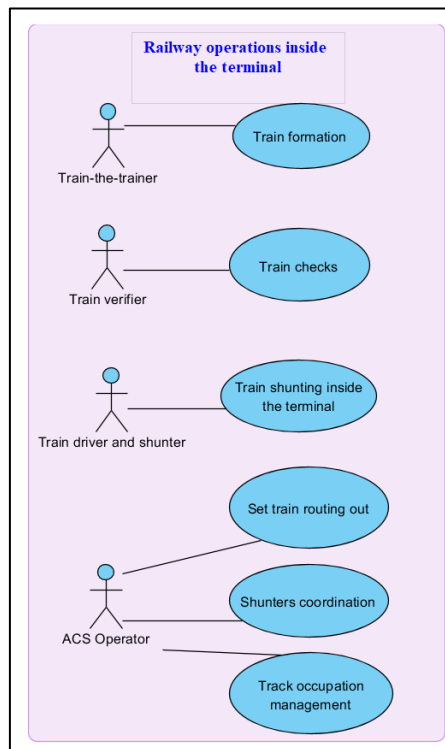 Railway operations inside
the terminal
Train formation
Train-the-trainer
Train checks
Train verifier
Train shunting inside
the terminal
Train driver and shunter
Set train routing out
Shunters coordination
ACS Operator
Track occupation
management